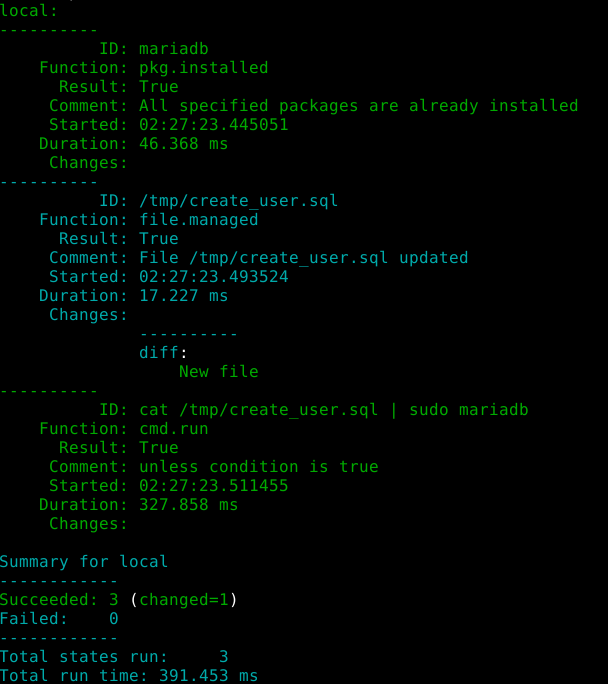 local:
----------
          ID: mariadb
    Function: pkg.installed
      Result: True
     Comment: All specified packages are already installed
     Started: 02:27:23.445051
    Duration: 46.368 ms
     Changes:
----------
          ID: /tmp/create_user.sql
    Function: file.managed
      Result: True
     Comment: File /tmp/create_user.sql updated
     Started: 02:27:23.493524
    Duration: 17.227 ms
     Changes:
              ----------
              diff:
                  New file
----------
          ID: cat /tmp/create_user.sql | sudo mariadb
    Function: cmd.run
      Result: True
     Comment: unless condition is true
     Started: 02:27:23.511455
    Duration: 327.858 ms
     Changes:

Summary for local
------------
Succeeded: 3 (changed=1)
Failed:    0
------------
Total states run:     3
Total run time: 391.453 ms